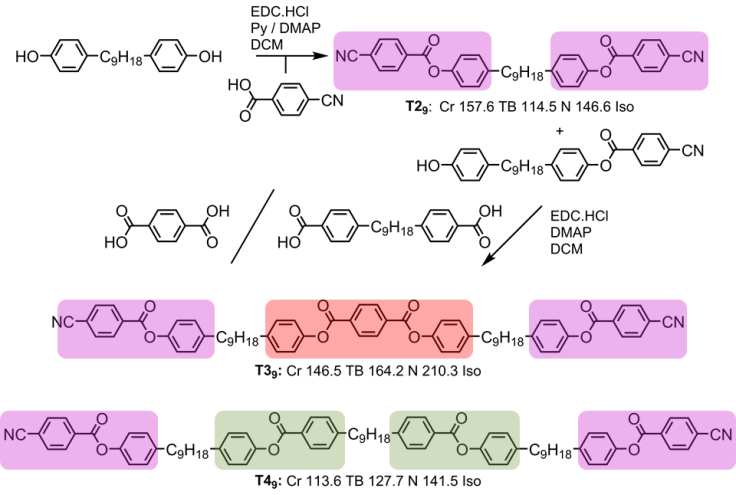 EDC.HCl
Py / DMAP
DCM
HO C₉H₁₈ OH
HO O CN
NC O O C₉H₁₈ O O CN
T2₉: Cr 157.6 TB 114.5 N 146.6 Iso
+
HO C₉H₁₈ O O CN
O OH O OH
O OH C₉H₁₈ OH O
EDC.HCl
DMAP
DCM
NC O O C₉H₁₈ O O O O C₉H₁₈ O O CN
T3₉: Cr 146.5 TB 164.2 N 210.3 Iso
NC O O C₉H₁₈ O O C₉H₁₈ O O C₉H₁₈ O O CN
T4₉: Cr 113.6 TB 127.7 N 141.5 Iso